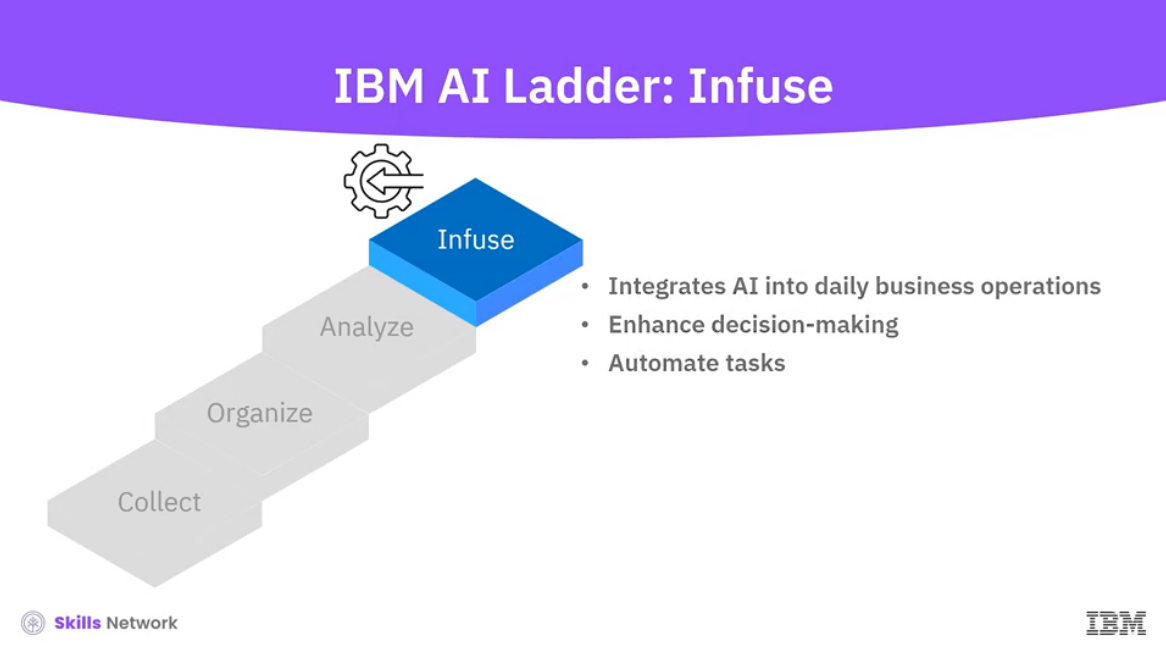 IBM AI Ladder: Infuse
Infuse
Analyze
Organize
Collect
• Integrates AI into daily business operations
• Enhance decision-making
• Automate tasks
Skills Network
IBM